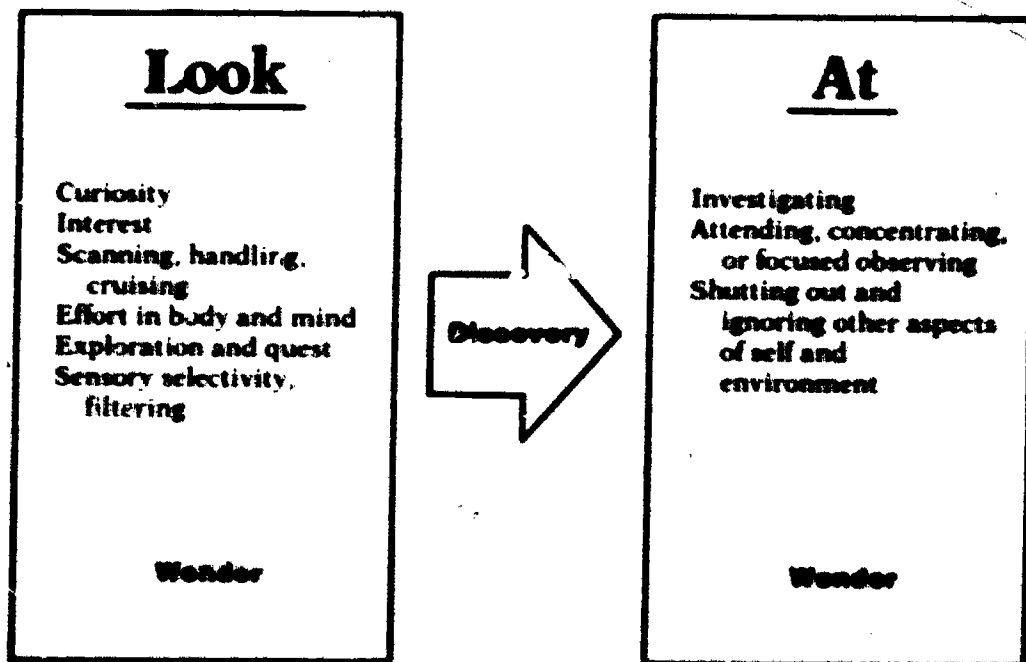 Look
Curiosity
Interest
Scanning, handling,
cruising
Effort in body and mind
Exploration and quest
Sensory selectivity,
filtering
Wonder
Discovery
At
Investigating
Attending, concentrating,
or focused observing
Shutting out and
ignoring other aspects
of self and
environment
Wonder